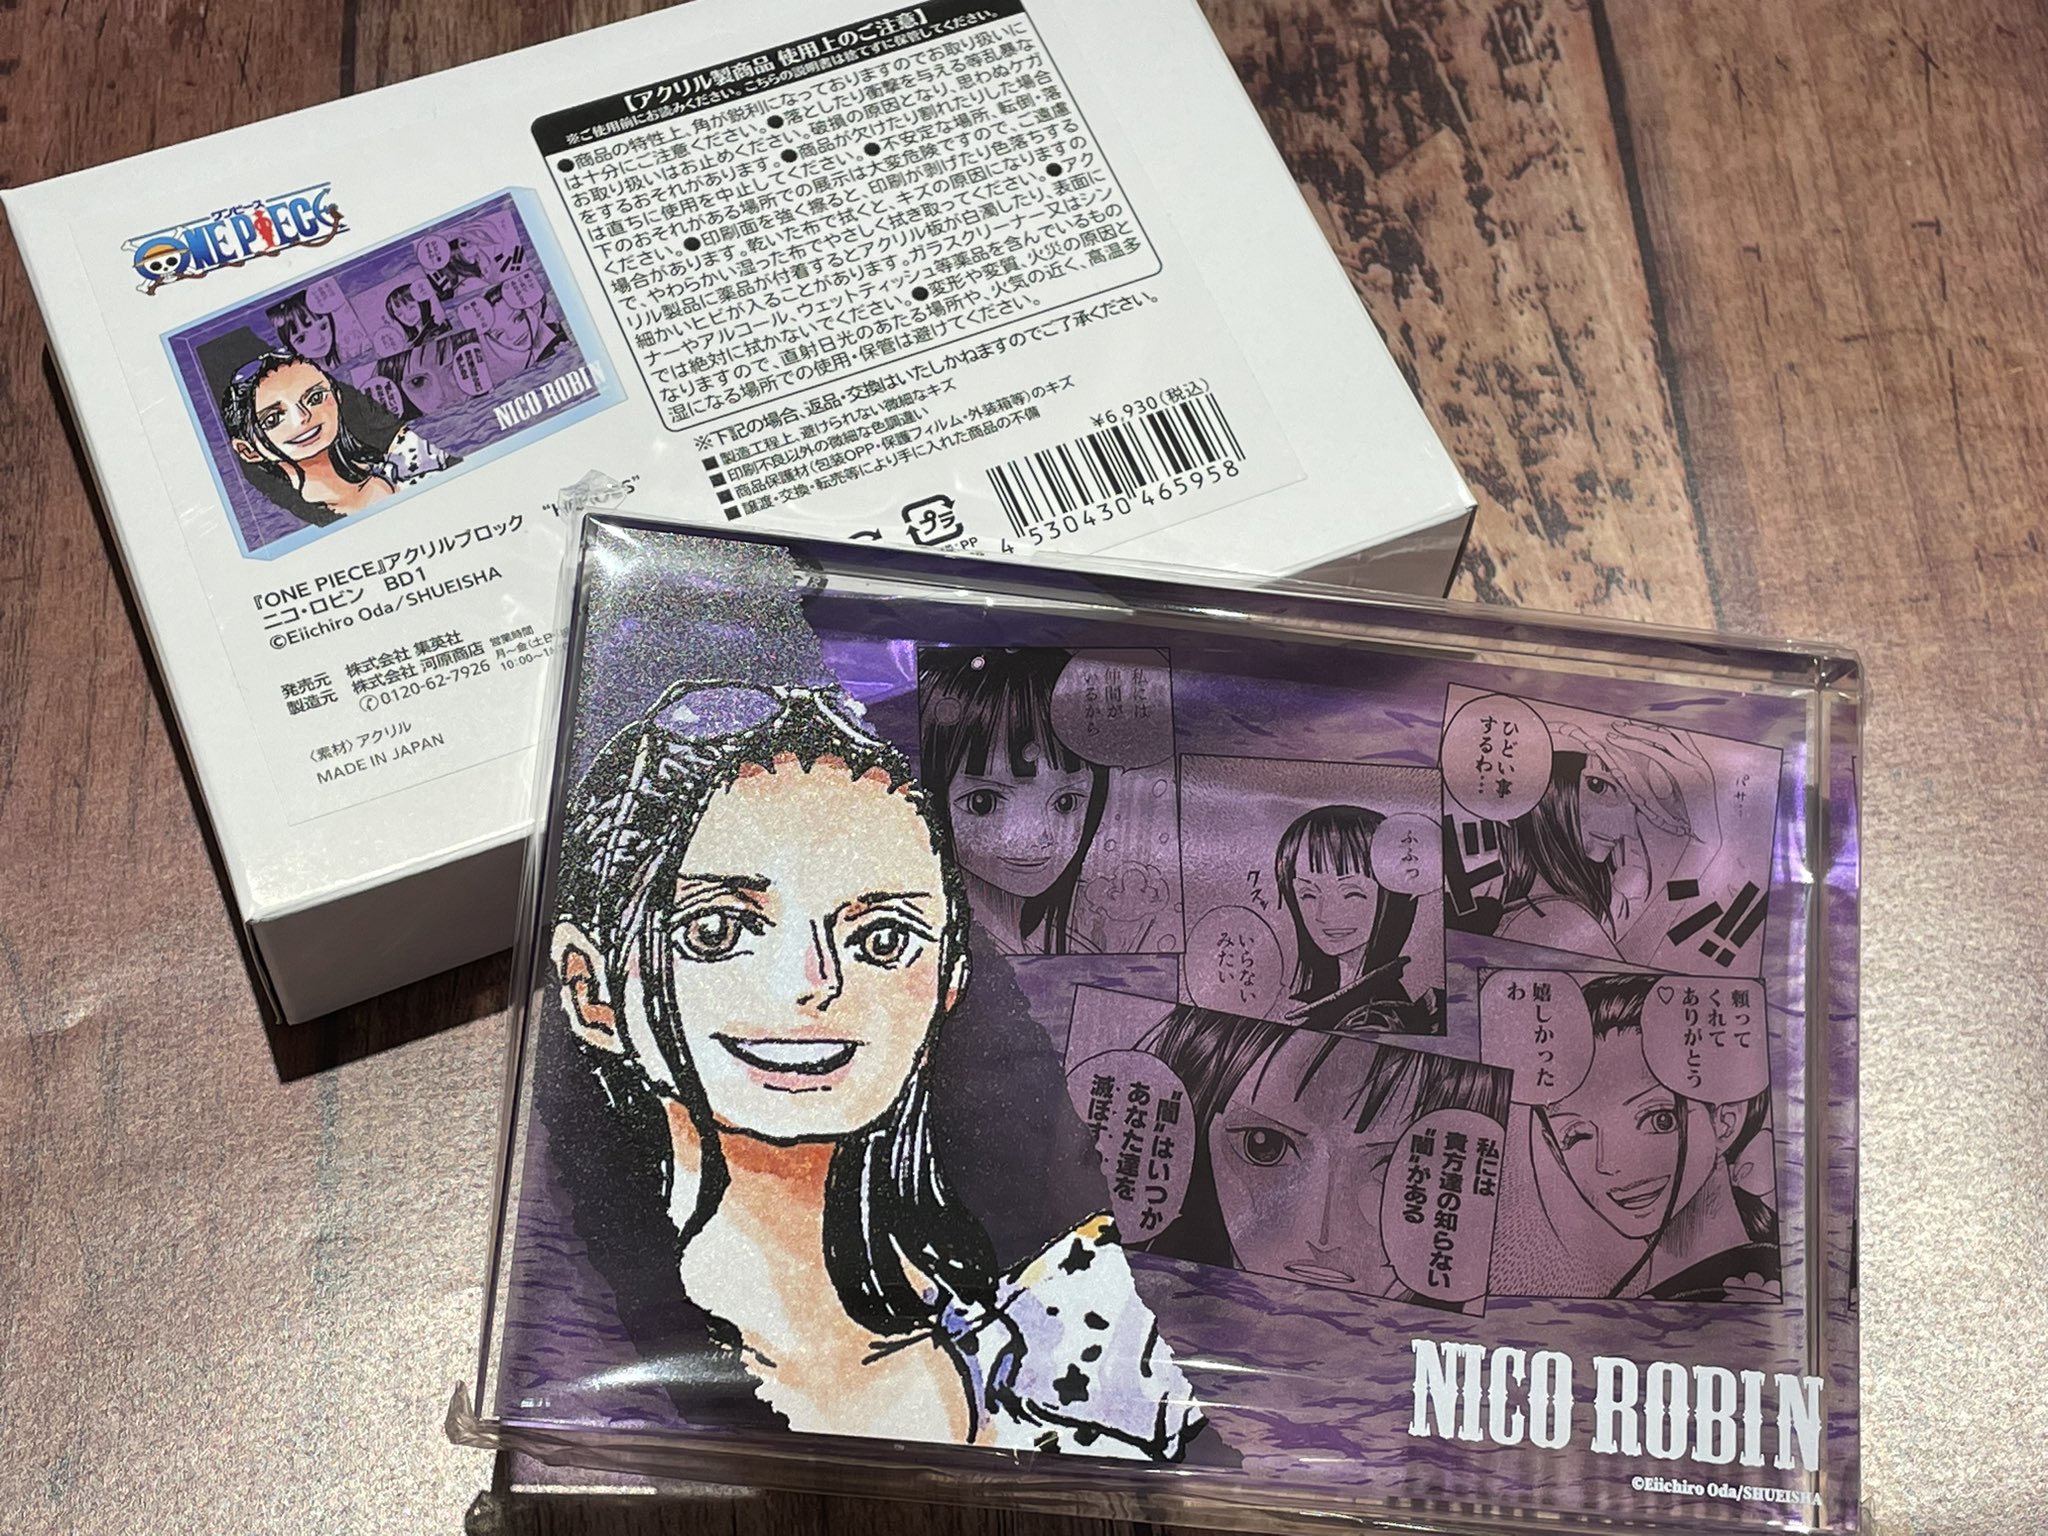 【アクリル製商品 使用上のご注意】
※ご使用前にお読みください。こちらの説明書は捨てずに保管してください。
●商品の特性上、角が鋭利になっておりますのでお取り扱いに
は十分にご注意ください。●落としたり衝撃を与える等乱暴な
お取り扱いはお止めください。破損の原因となり、思わぬケガ
をするおそれがあります。●商品が欠けたり割れたりした場合
は直ちに使用を中止してください。●不安定な場所、転倒・落
下のおそれがある場所での展示は大変危険ですので、ご遠慮
ください。●印刷面を強く擦ると、印刷が剥げたり色落ちする
場合があります。乾いた布で拭くと、キズの原因になりますの
で、やわらかい湿った布でやさしく拭き取ってください。●アク
リル製品に薬品が付着するとアクリル板が白濁したり、表面に
細かいヒビが入ることがあります。ガラスクリーナー又はシン
ナーやアルコール、ウェットティッシュ等薬品を含んでいるもの
では絶対に拭かないでください。●変形や変質、火災の原因と
なりますので、直射日光のあたる場所や、火気の近く、高温多
湿になる場所での使用・保管は避けてください。
※下記の場合、返品・交換はいたしかねますのでご了承ください。
■製造工程上、避けられない微細なキズ
■印刷不良以外の微細な色調違い
■商品保護材(包装OPP・保護フィルム・外装箱等)のキズ
■譲渡・交換・転売等により手に入れた商品の不備
¥6,930(税込)
4 530430 465958
プラ
PP
ワンピース
ONE PIECE
NICO ROBIN
『ONE PIECE』アクリルブロック
ニコ・ロビン BD1
©Eiichiro Oda/SHUEISHA
発売元 株式会社 集英社
製造元 株式会社 河原商店
✆0120-62-7926
営業時間
月〜金(土日
10:00〜1
〈素材〉アクリル
MADE IN JAPAN
私には
仲間が
いるから
ふふっ
クスッ
いらない
みたい
ひどい事
するわ…
パサ…
ド
ン!!
頼って
くれて
ありがとう
♡
嬉しかった
わ
私には
貴方達の知らない
“闇”がある
“闇”はいつか
あなた達を
滅ぼす
NICO ROBIN
©Eiichiro Oda/SHUEISHA